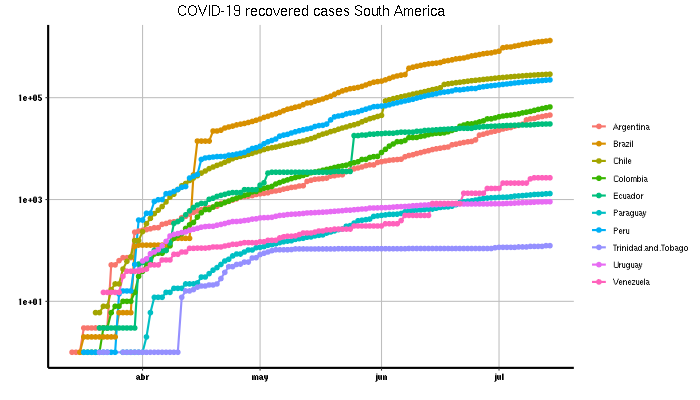 COVID-19 recovered cases South America
1e+05
1e+03
1e+01
abr
may
jun
jul
Argentina
Brazil
Chile
Colombia
Ecuador
Paraguay
Peru
Trinidad and Tobago
Uruguay
Venezuela